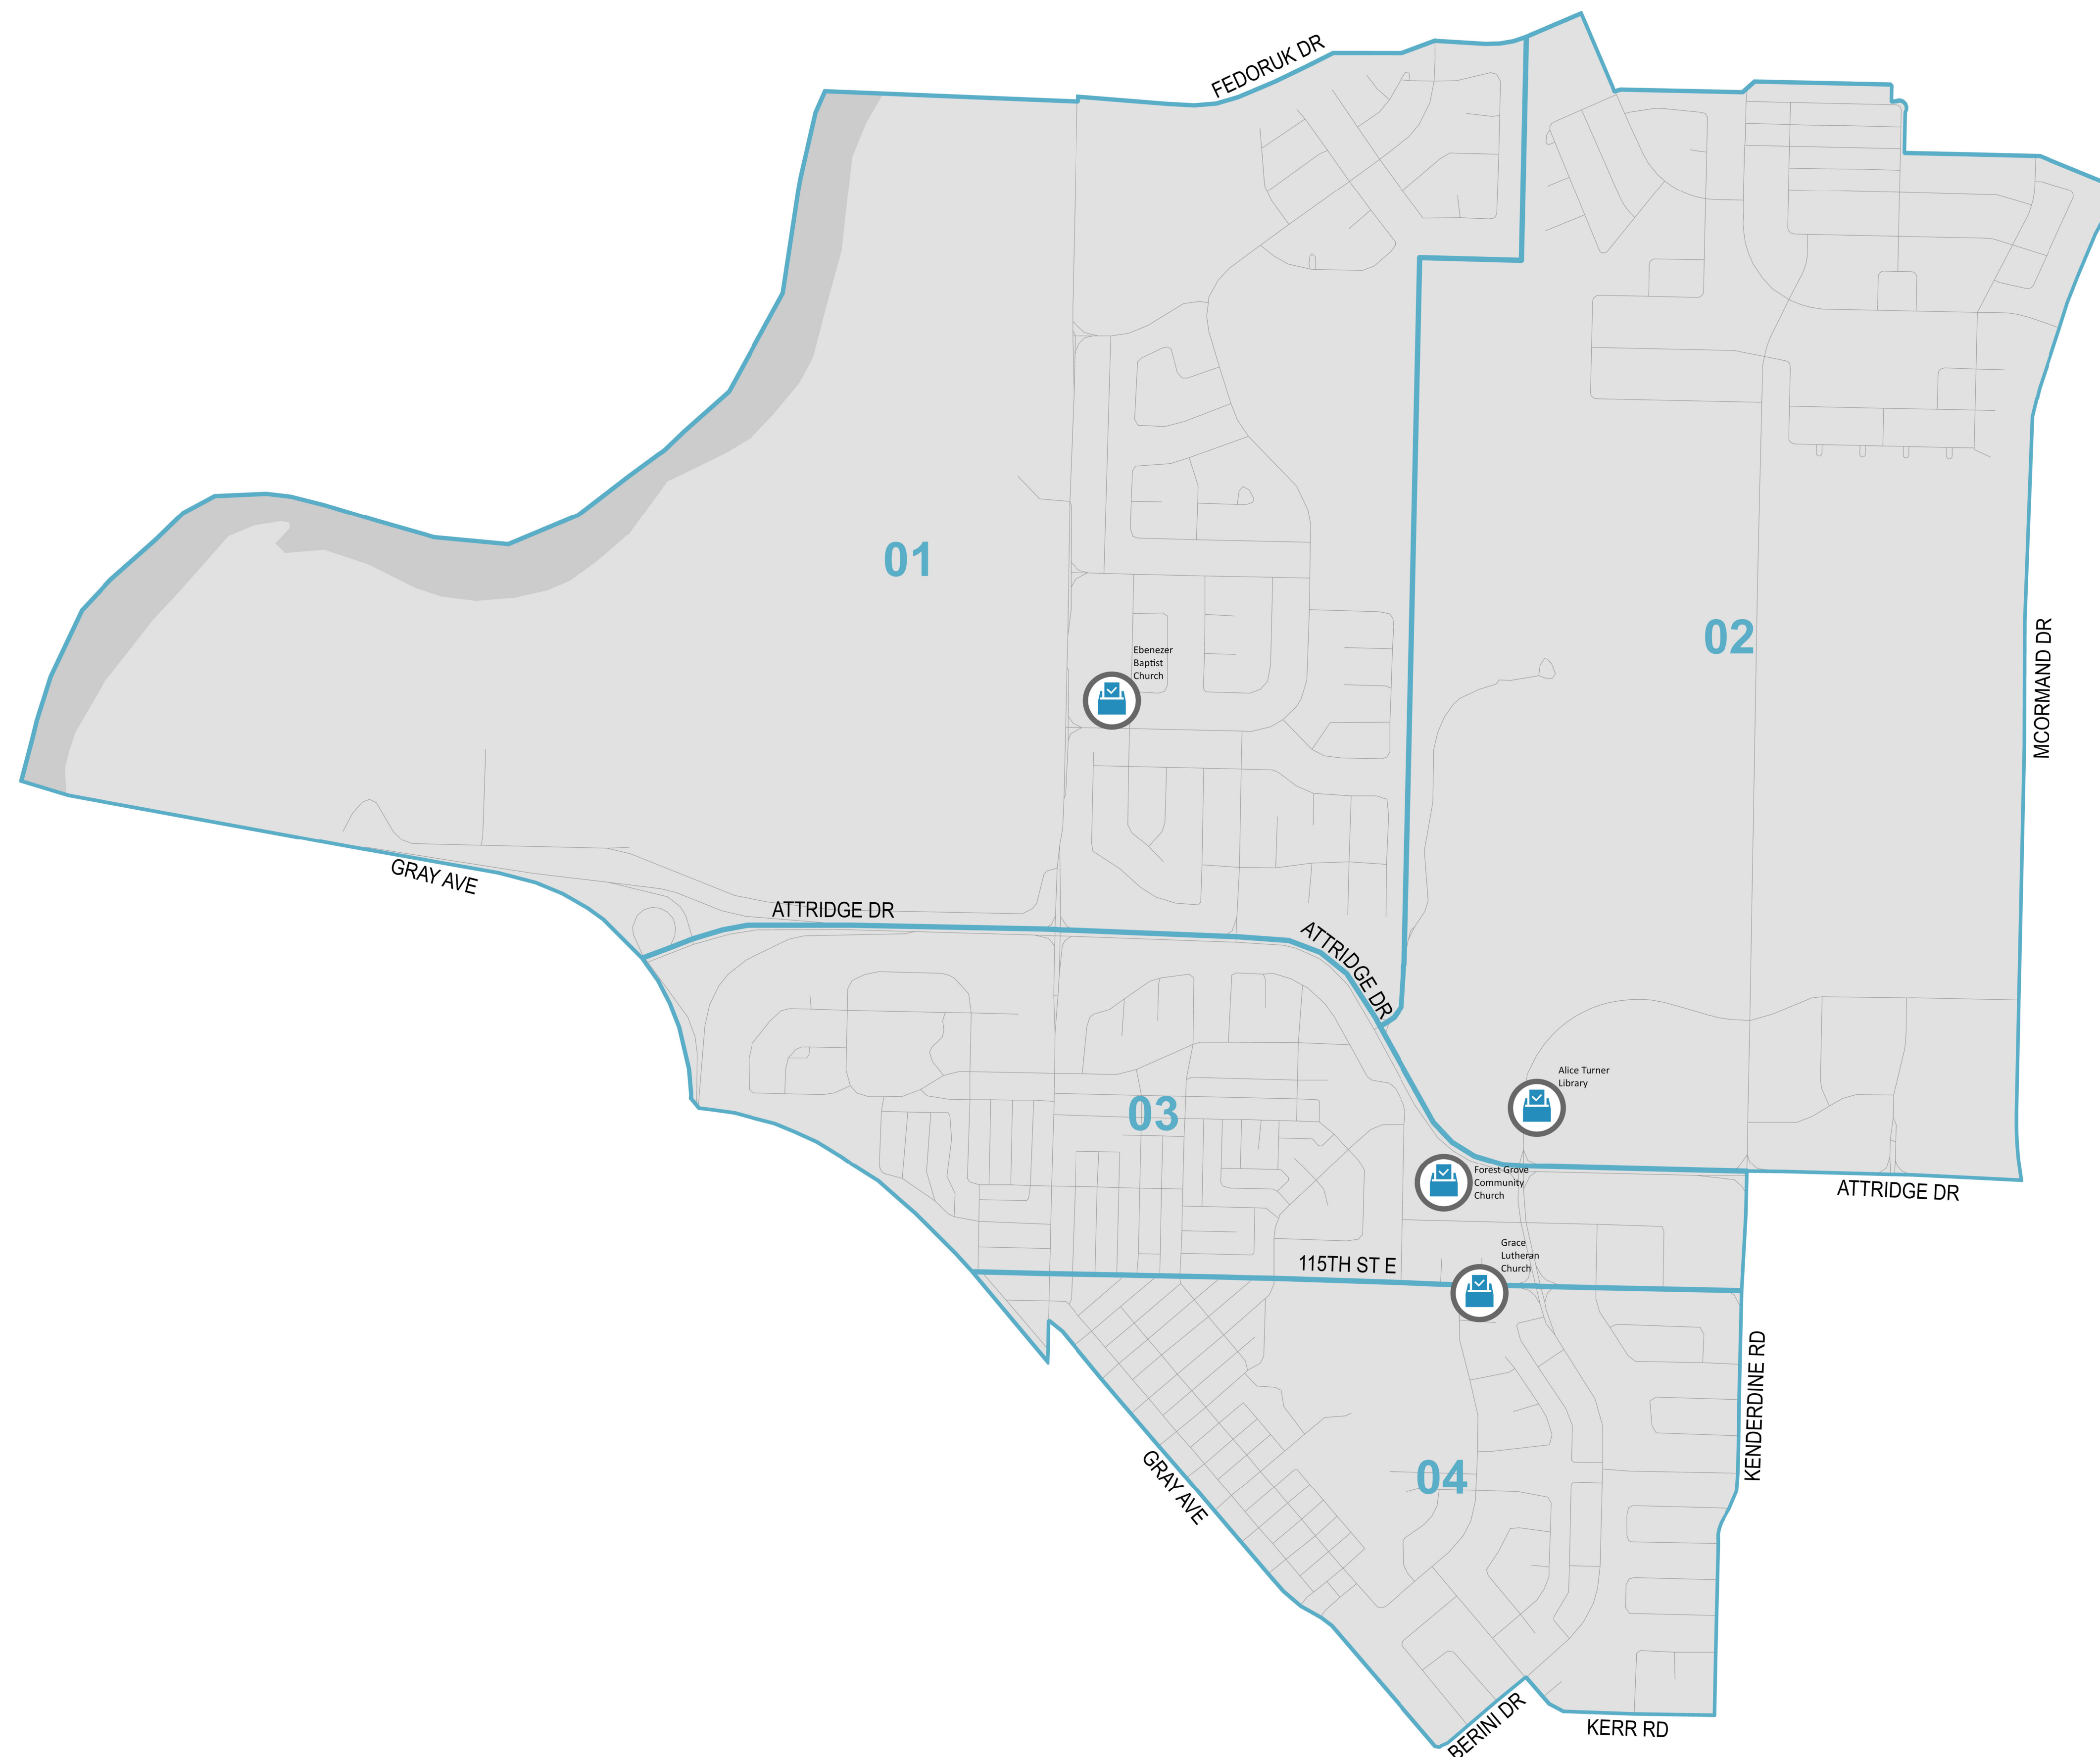 FEDORUK DR
01
02
MCORMAND DR
Ebenezer
Baptist
Church
GRAY AVE
ATTRIDGE DR
ATTRIDGE DR
03
Alice Turner
Library
Forest Grove
Community
Church
ATTRIDGE DR
Grace
Lutheran
Church
115TH ST E
KENDERDINE RD
04
GRAY AVE
BERINI DR
KERR RD